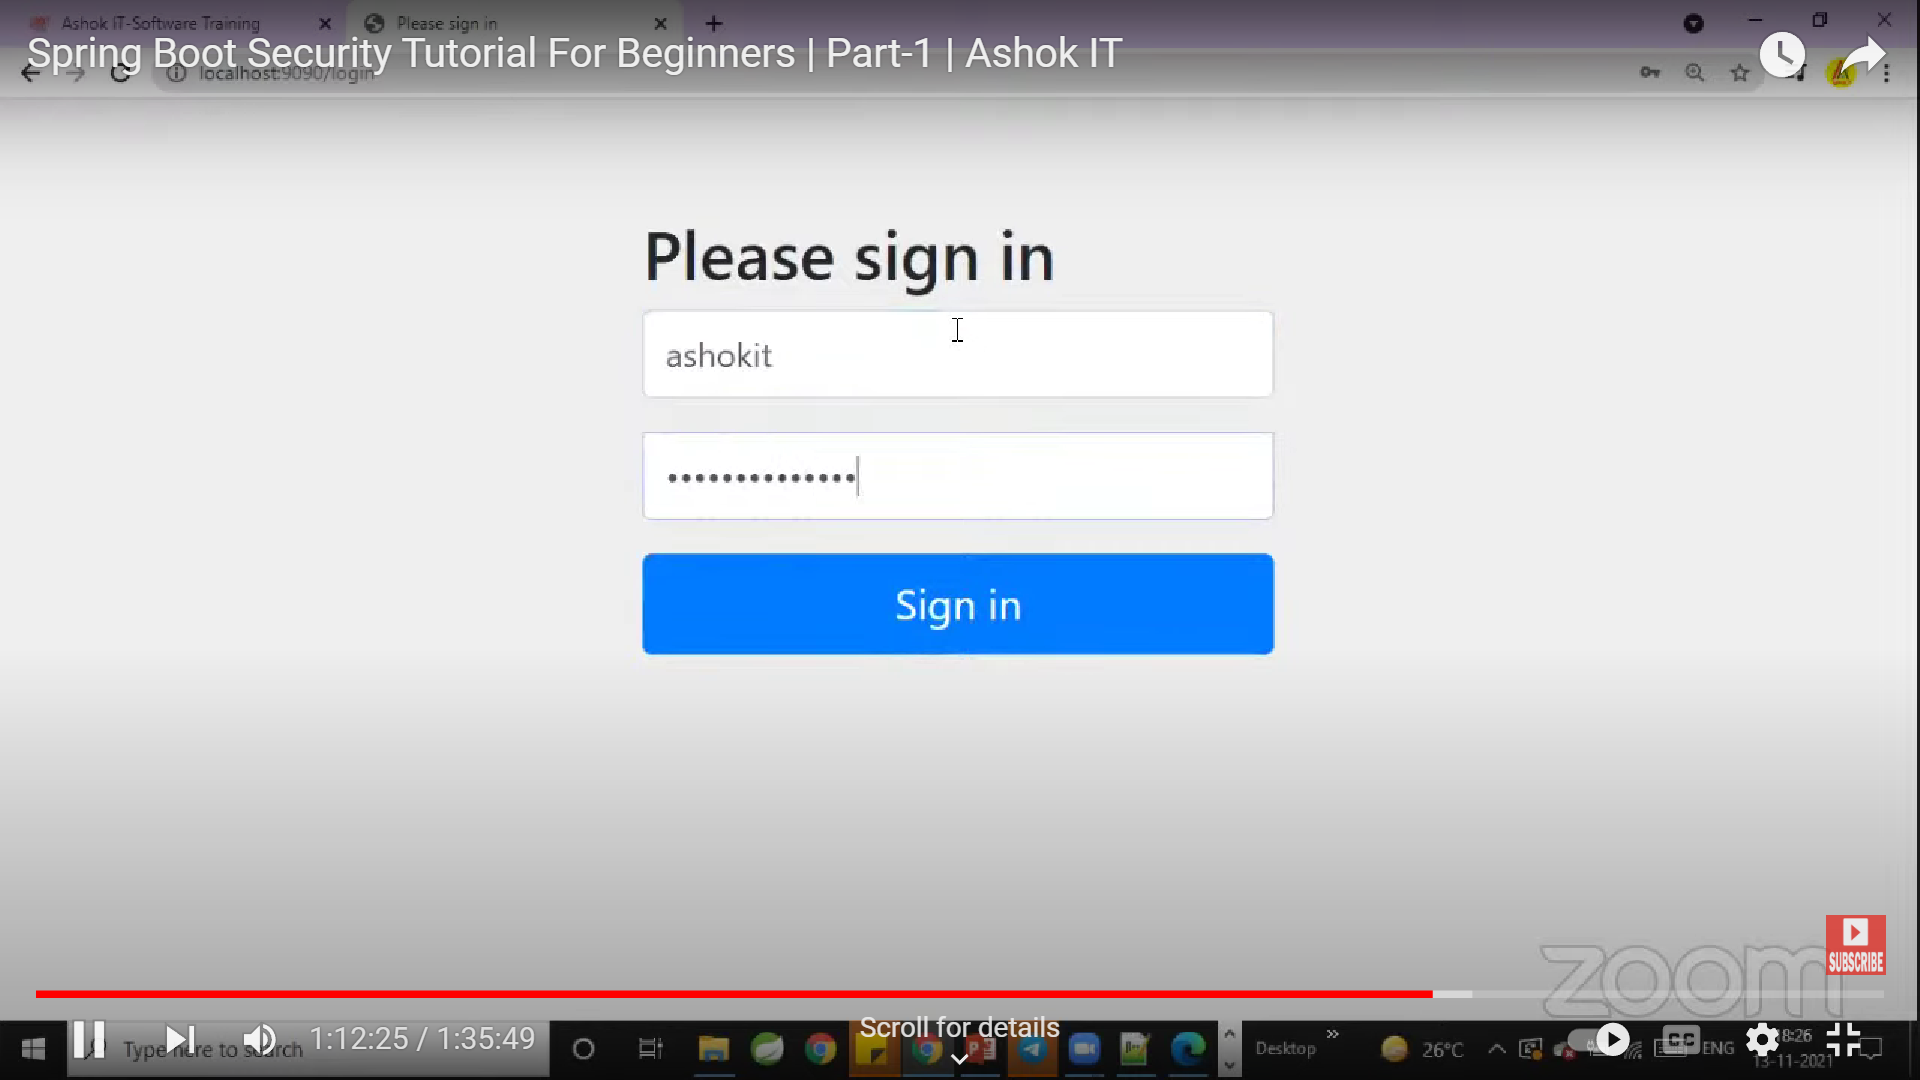 Ashok IT-Software Training
Please sign in
Spring Boot Security Tutorial For Beginners | Part-1 | Ashok IT
localhost:9090/login
Please sign in
ashokit
Sign in
zoom
SUBSCRIBE
1:12:25 / 1:35:49
Scroll for details
Type here to search
Desktop
26°C
CC
ENG
18:26
13-11-2021